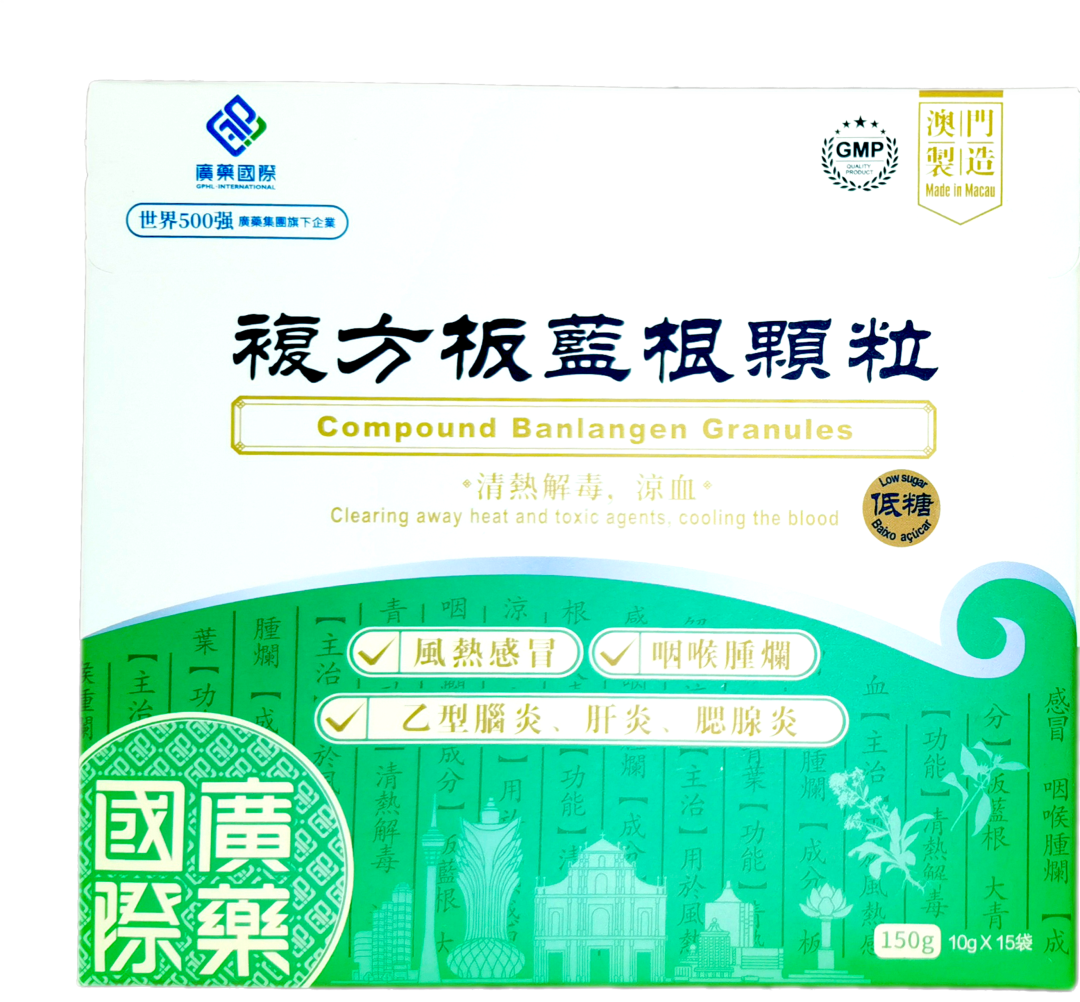 廣藥國際
GPHL-INTERNATIONAL
世界500强 廣藥集團旗下企業
GMP
QUALITY
PRODUCT
澳門
製造
Made in Macau
複方板藍根顆粒
Compound Banlangen Granules
清熱解毒，涼血
Clearing away heat and toxic agents, cooling the blood
Low sugar
低糖
Baixo açúcar
風熱感冒
咽喉腫爛
乙型腦炎、肝炎、腮腺炎
廣藥
國際
150g 10g X 15袋